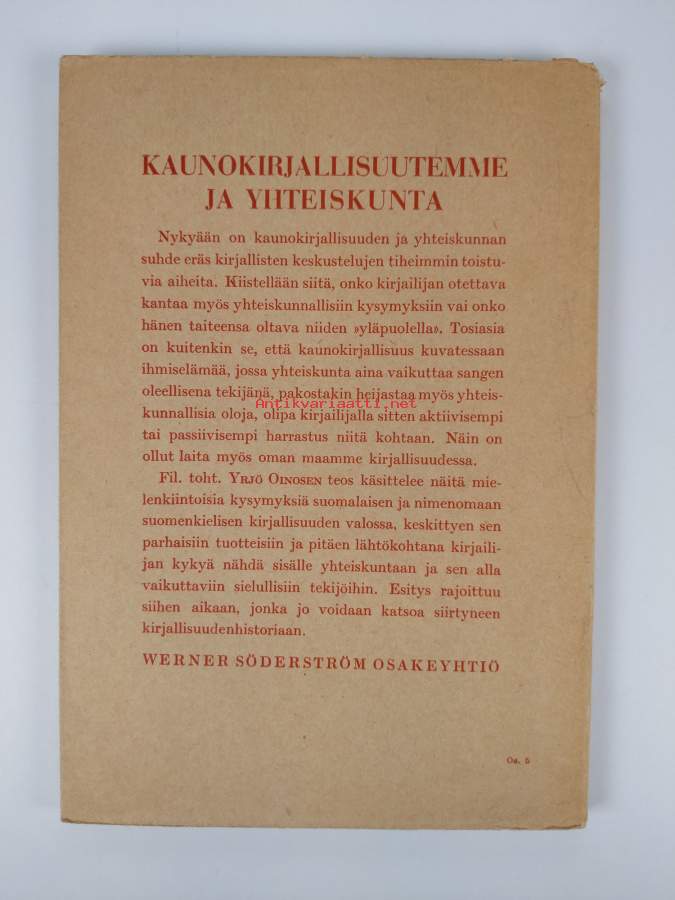 KAUNOKIRJALLISUUTEMME
JA YHTEISKUNTA
Nykyään on kaunokirjallisuuden ja yhteiskunnan
suhde eräs kirjallisten keskustelujen tiheimmin toistu-
via aiheita. Kiistellään siitä, onko kirjailijan otettava
kantaa myös yhteiskunnallisiin kysymyksiin vai onko
hänen taiteensa oltava niiden »yläpuolella». Tosiasia
on kuitenkin se, että kaunokirjallisuus kuvatessaan
ihmiselämää, jossa yhteiskunta aina vaikuttaa sangen
oleellisena tekijänä, pakostakin heijastaa myös yhteis-
Antikvariaatti.net
kunnallisia oloja, olipa kirjailijalla sitten aktiivisempi
tai passiivisempi harrastus niitä kohtaan. Näin on
ollut laita myös oman maamme kirjallisuudessa.
Fil. toht. YRJÖ OINOSEN teos käsittelee näitä mie-
lenkiintoisia kysymyksiä suomalaisen ja nimenomaan
suomenkielisen kirjallisuuden valossa, keskittyen sen
parhaisiin tuotteisiin ja pitäen lähtökohtana kirjaili-
jan kykyä nähdä sisälle yhteiskuntaan ja sen alla
vaikuttaviin sielullisiin tekijöihin. Esitys rajoittuu
siihen aikaan, jonka jo voidaan katsoa siirtyneen
kirjallisuudenhistoriaan.
WERNER SÖDERSTRÖM OSAKEYHTIÖ
Oa. 5